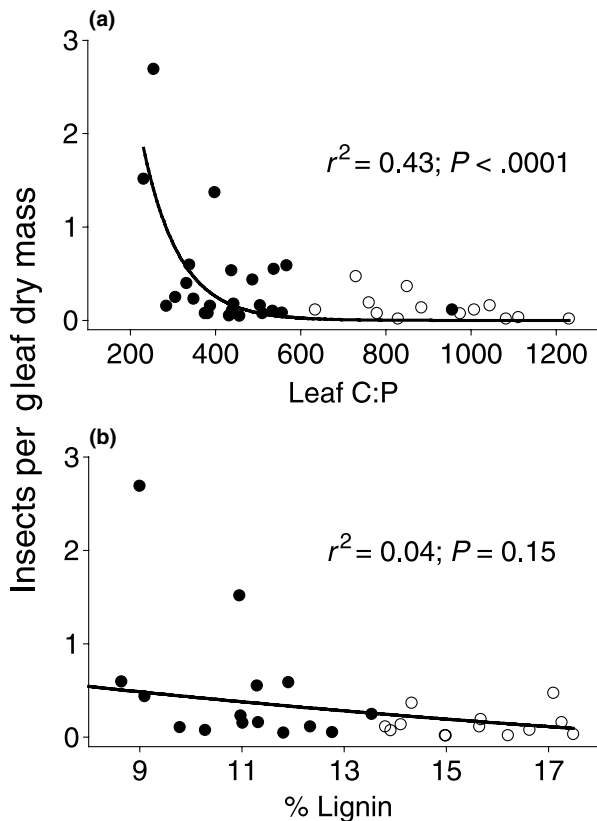 (a)
3
2
1
0
r² = 0.43; P < .0001
200 400 600 800 1000 1200
Leaf C:P
Insects per gleaf dry mass
(b)
3
2
1
0
r² = 0.04; P = 0.15
9 11 13 15 17
% Lignin